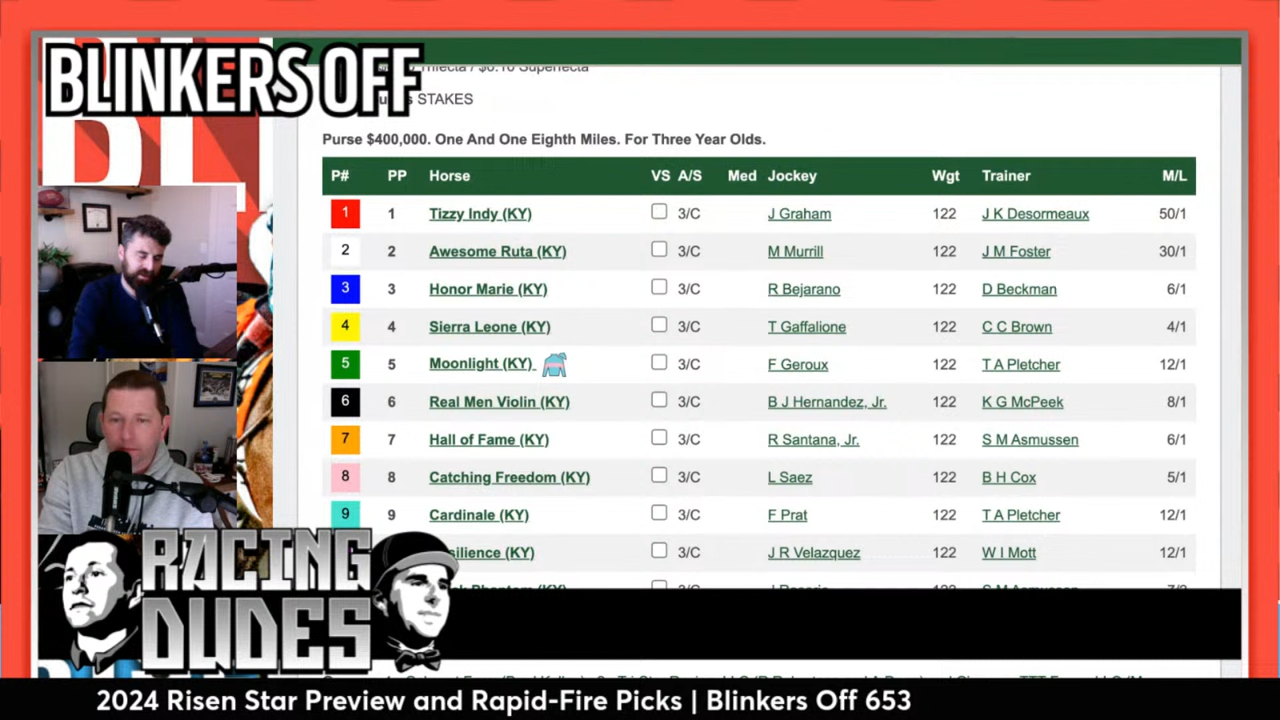 BLINKERS OFF
Trifecta / $0.10 Superfecta
STAKES
Purse $400,000. One And One Eighth Miles. For Three Year Olds.
P# PP Horse VS A/S Med Jockey Wgt Trainer M/L
1 1 Tizzy Indy (KY) 3/C J Graham 122 J K Desormeaux 50/1
2 2 Awesome Ruta (KY) 3/C M Murrill 122 J M Foster 30/1
3 3 Honor Marie (KY) 3/C R Bejarano 122 D Beckman 6/1
4 4 Sierra Leone (KY) 3/C T Gaffalione 122 C C Brown 4/1
5 5 Moonlight (KY) 3/C F Geroux 122 T A Pletcher 12/1
6 6 Real Men Violin (KY) 3/C B J Hernandez, Jr. 122 K G McPeek 8/1
7 7 Hall of Fame (KY) 3/C R Santana, Jr. 122 S M Asmussen 6/1
8 8 Catching Freedom (KY) 3/C L Saez 122 B H Cox 5/1
9 9 Cardinale (KY) 3/C F Prat 122 T A Pletcher 12/1
silience (KY) 3/C J R Velazquez 122 W I Mott 12/1
RACING
DUDES
2024 Risen Star Preview and Rapid-Fire Picks | Blinkers Off 653